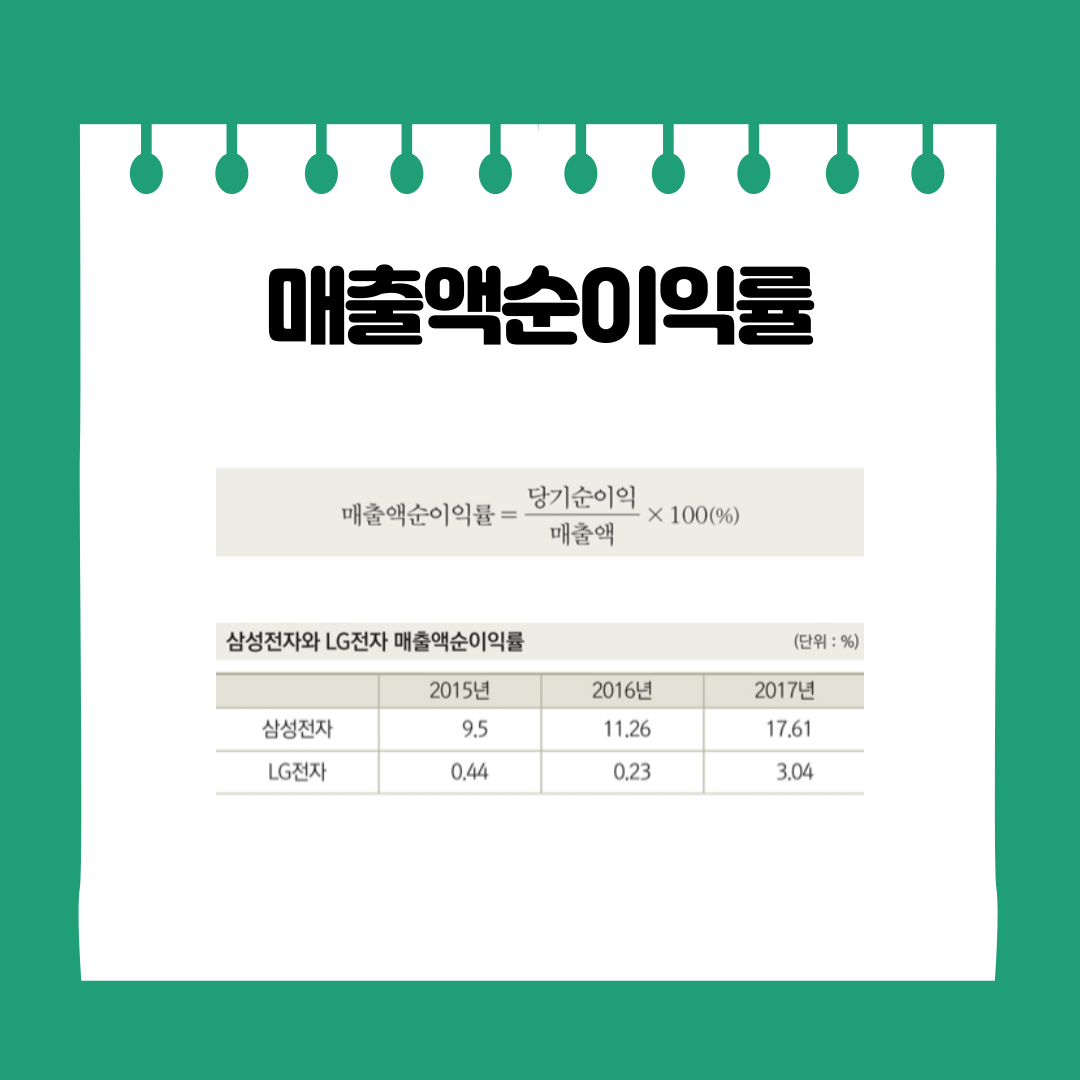 매출액순이익률
매출액순이익률 = 당기순이익 / 매출액 × 100(%)
삼성전자와 LG전자 매출액순이익률 (단위 : %)
2015년 2016년 2017년
삼성전자 9.5 11.26 17.61
LG전자 0.44 0.23 3.04